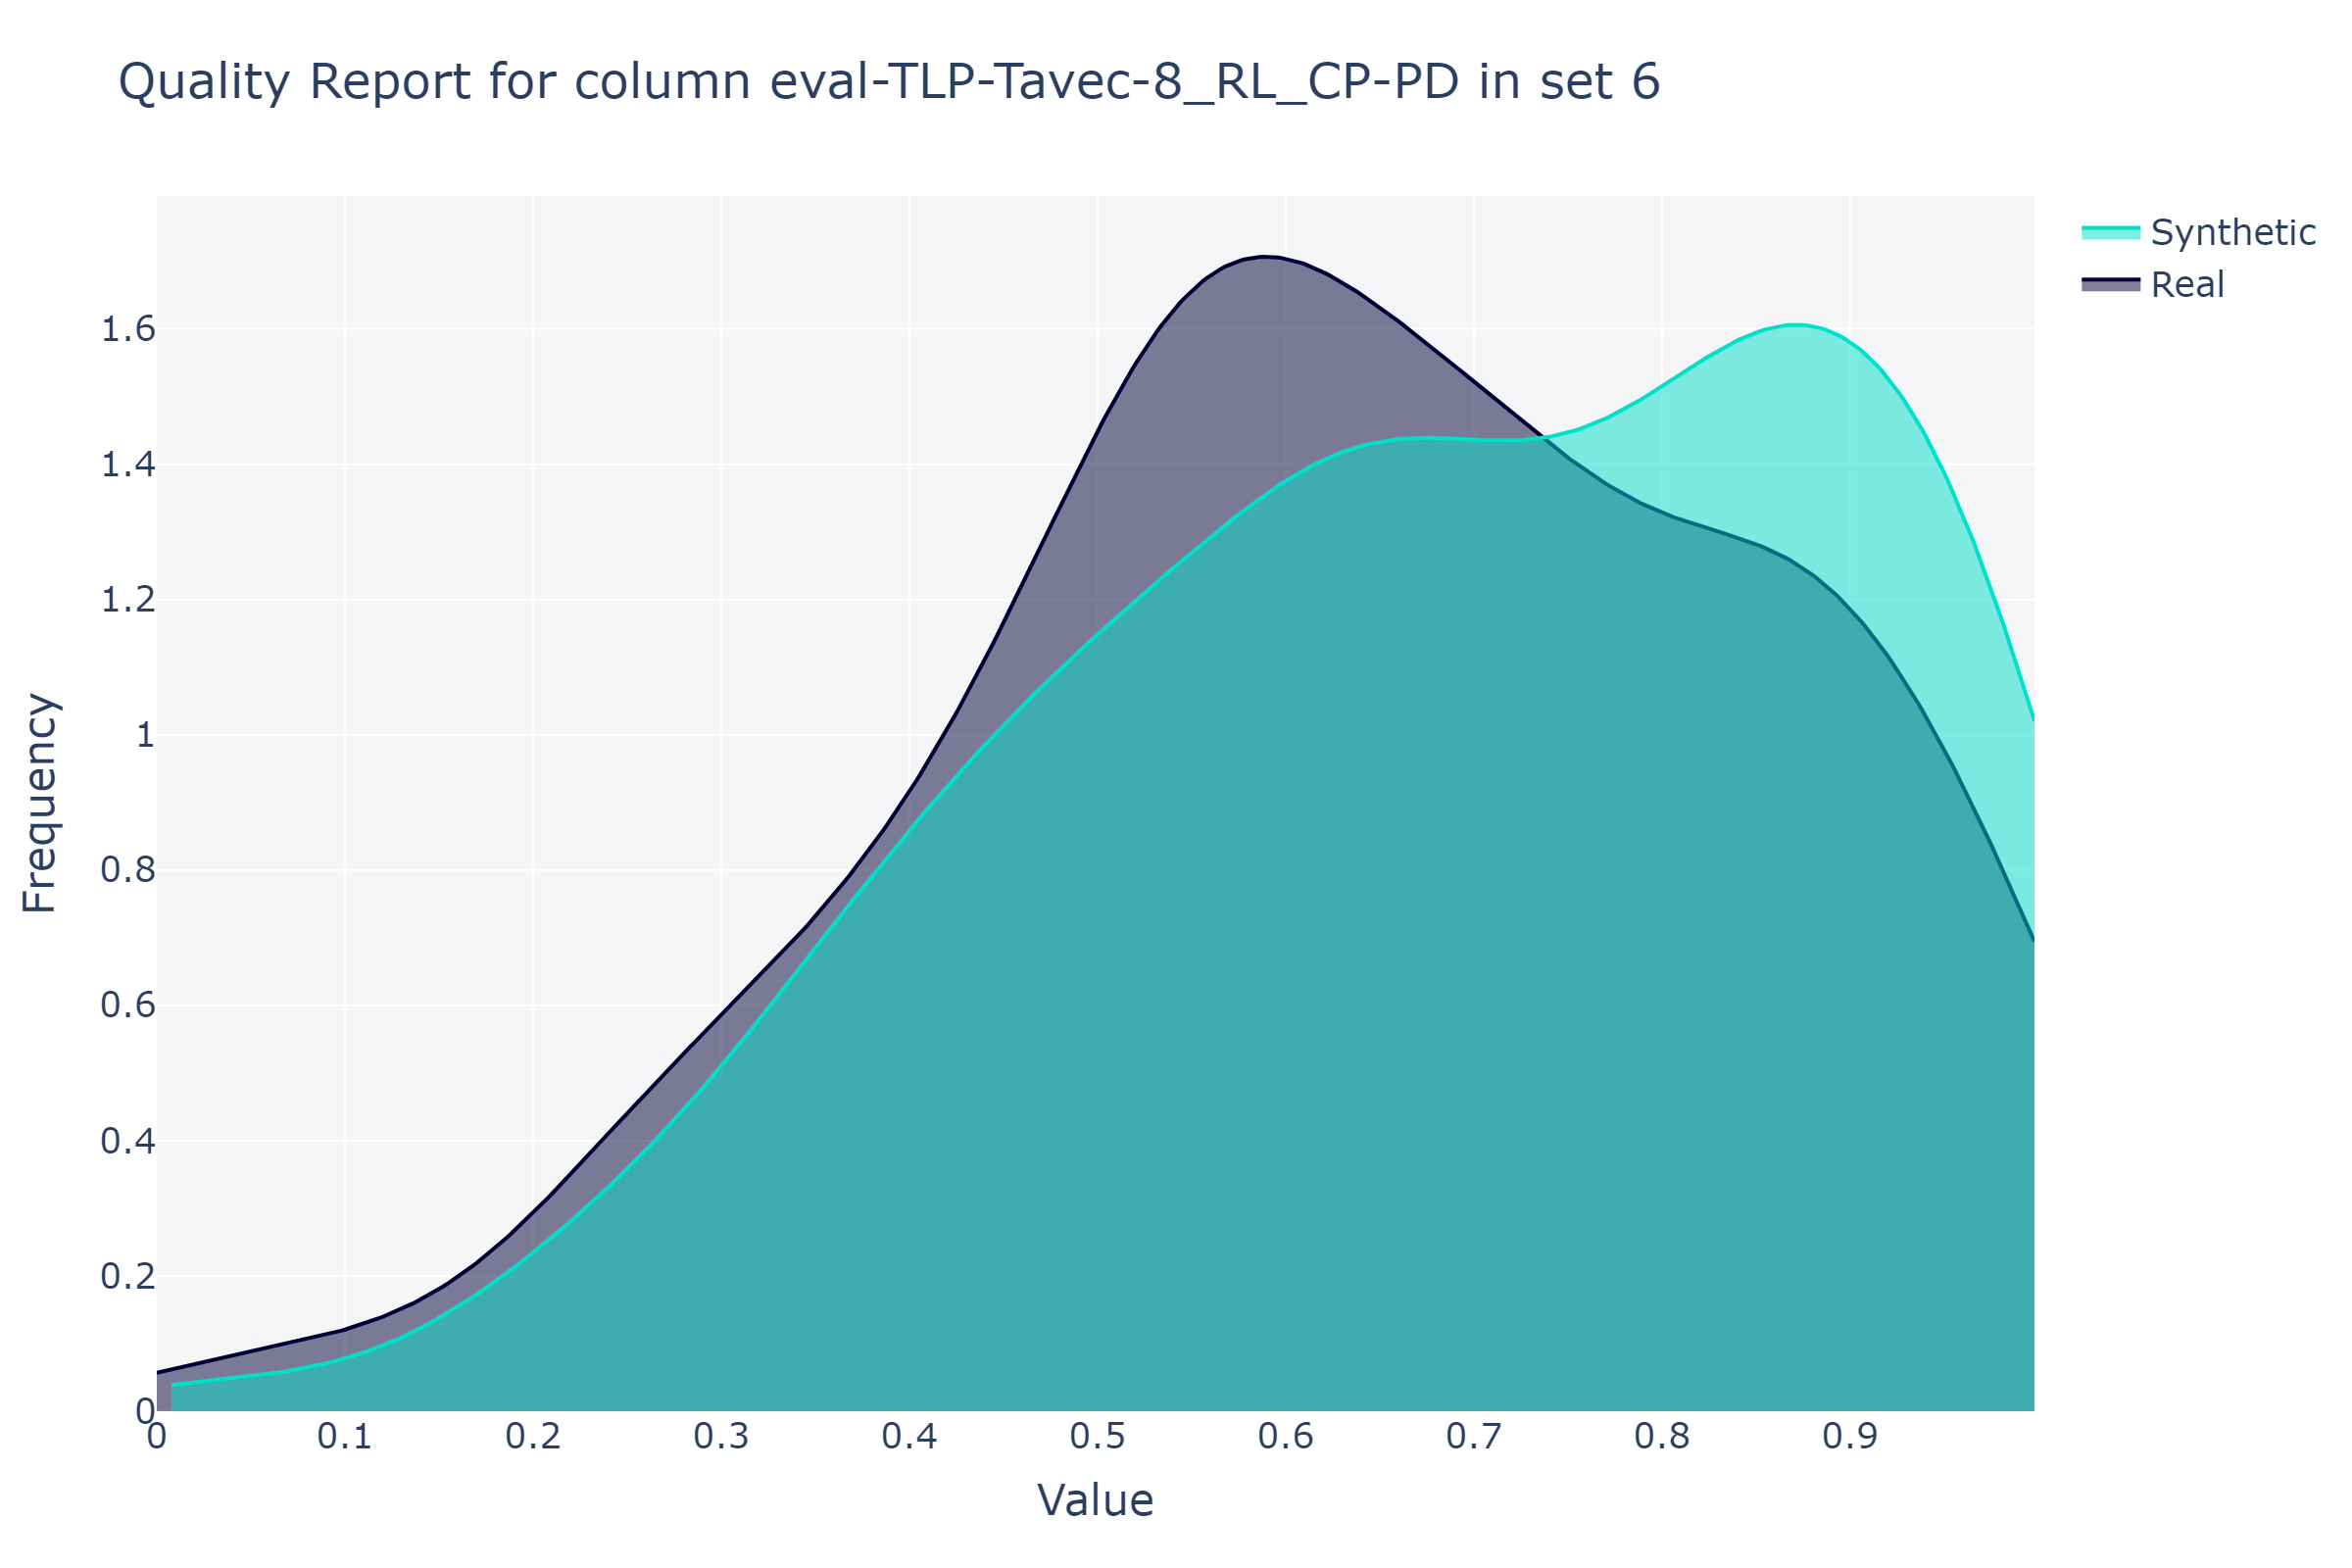 Quality Report for column eval-TLP-Tavec-8_RL_CP-PD in set 6
Synthetic
Real
Frequency
1.6
1.4
1.2
1
0.8
0.6
0.4
0.2
0
0 0.1 0.2 0.3 0.4 0.5 0.6 0.7 0.8 0.9
Value